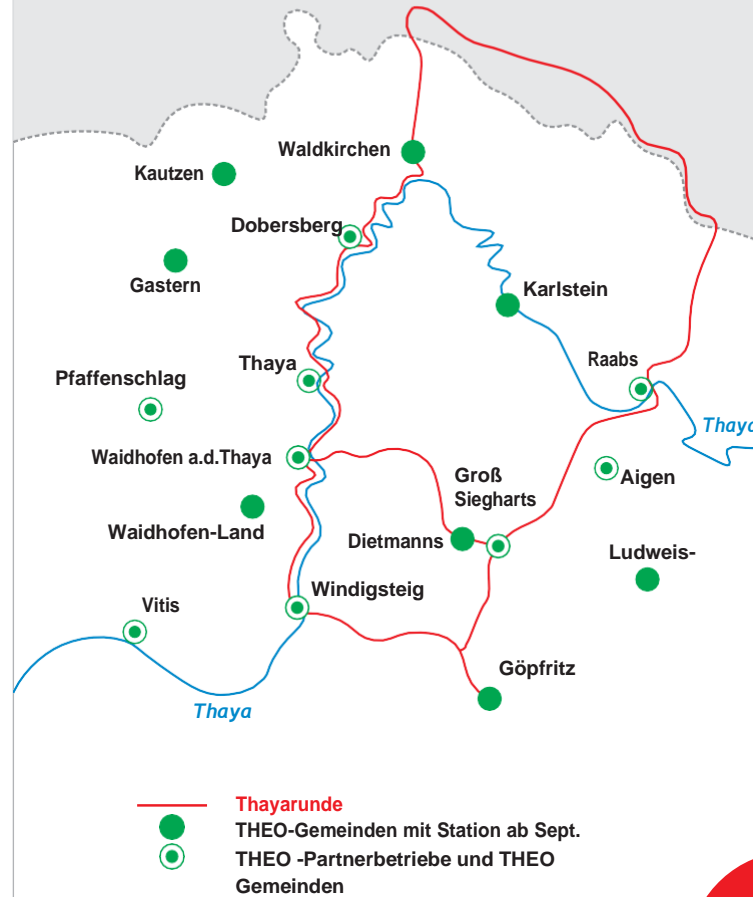 Waldkirchen
Kautzen
Dobersberg
Gastern
Karlstein
Thaya
Raabs
Pfaffenschlag
Thaya
Waidhofen a.d.Thaya
Groß
Siegharts
Aigen
Waidhofen-Land
Dietmanns
Ludweis-
Windigsteig
Vitis
Göpfritz
Thaya
Thayarunde
THEO-Gemeinden mit Station ab Sept.
THEO -Partnerbetriebe und THEO
Gemeinden